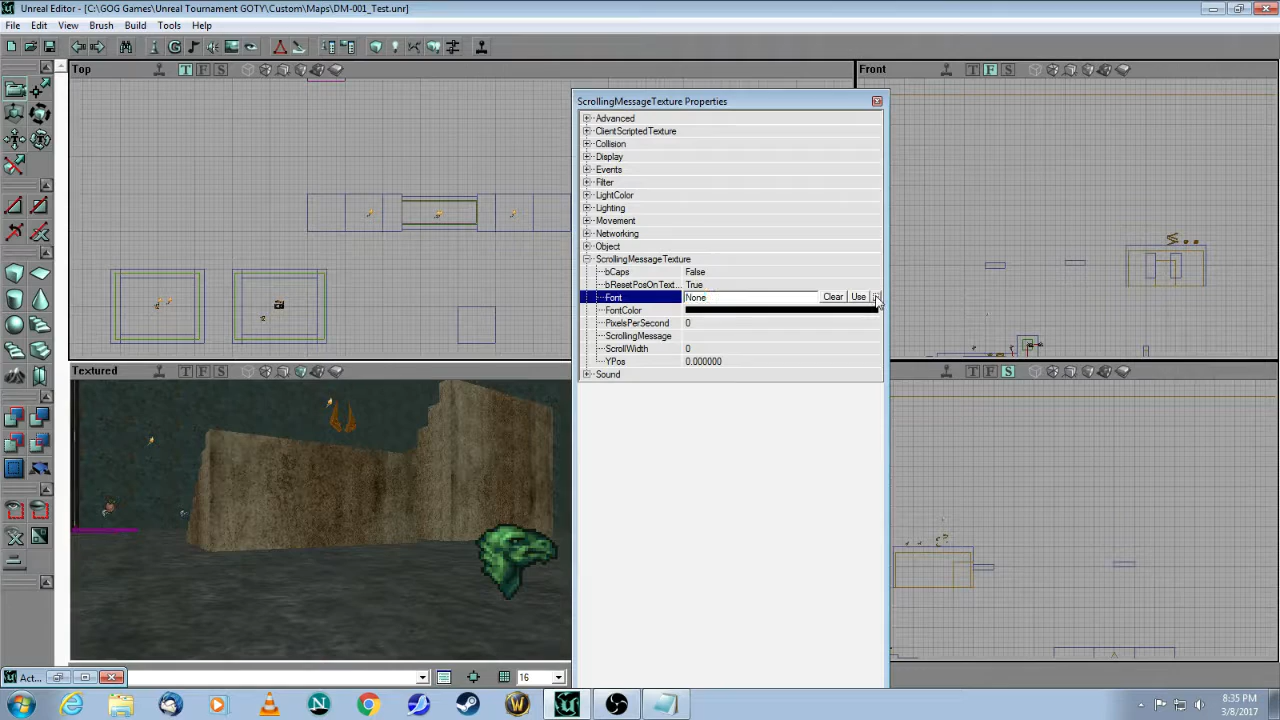 Unreal Editor - [C:\GOG Games\Unreal Tournament GOTY\Custom\Maps\DM-001_Test.unr]
File Edit View Brush Build Tools Help
Top
T F S
Front
T F S
ScrollingMessageTexture Properties
Advanced
ClientScriptedTexture
Collision
Display
Events
Filter
LightColor
Lighting
Movement
Networking
Object
ScrollingMessageTexture
bCaps False
bResetPosOnText... True
Font None Clear Use
FontColor
PixelsPerSecond 0
ScrollingMessage
ScrollWidth 0
YPos 0.000000
Sound
Textured
T F S
T F S
Act...
16
8:35 PM
3/8/2017